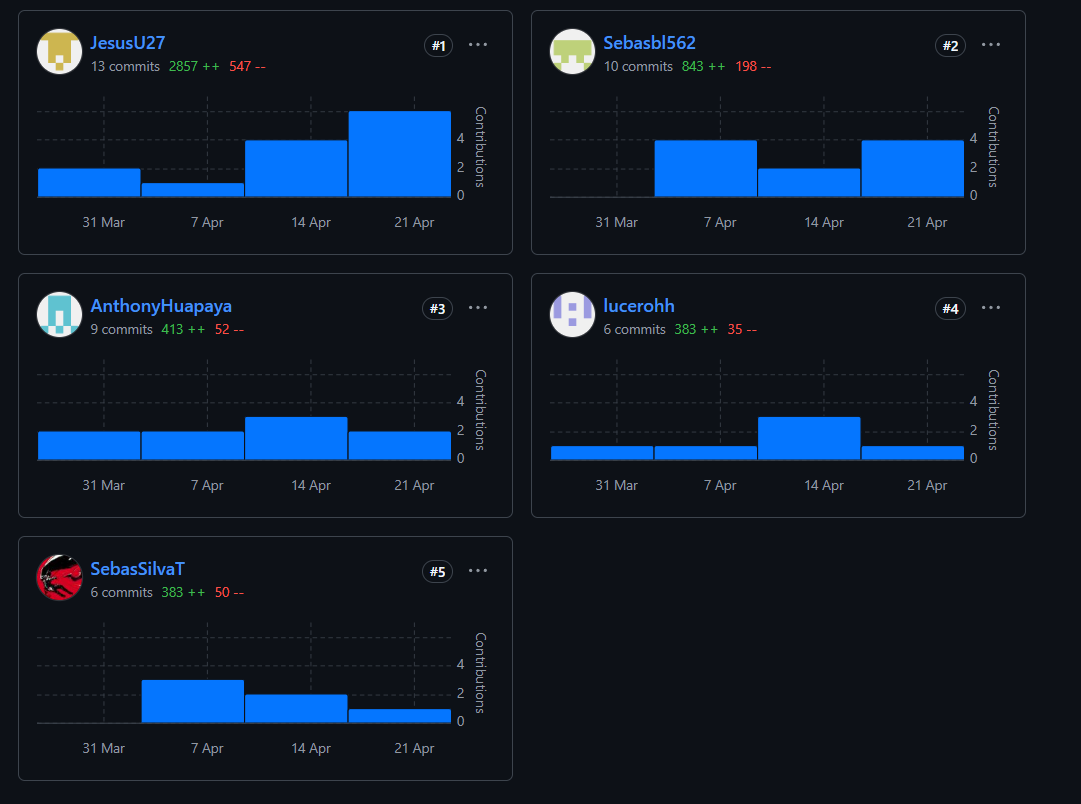 JesusU27 #1 ···
13 commits 2857 ++ 547 --
Contributions
4
2
0
31 Mar 7 Apr 14 Apr 21 Apr
Sebasbl562 #2 ···
10 commits 843 ++ 198 --
Contributions
4
2
0
31 Mar 7 Apr 14 Apr 21 Apr
AnthonyHuapaya #3 ···
9 commits 413 ++ 52 --
Contributions
4
2
0
31 Mar 7 Apr 14 Apr 21 Apr
lucerohh #4 ···
6 commits 383 ++ 35 --
Contributions
4
2
0
31 Mar 7 Apr 14 Apr 21 Apr
SebasSilvaT #5 ···
6 commits 383 ++ 50 --
Contributions
4
2
0
31 Mar 7 Apr 14 Apr 21 Apr